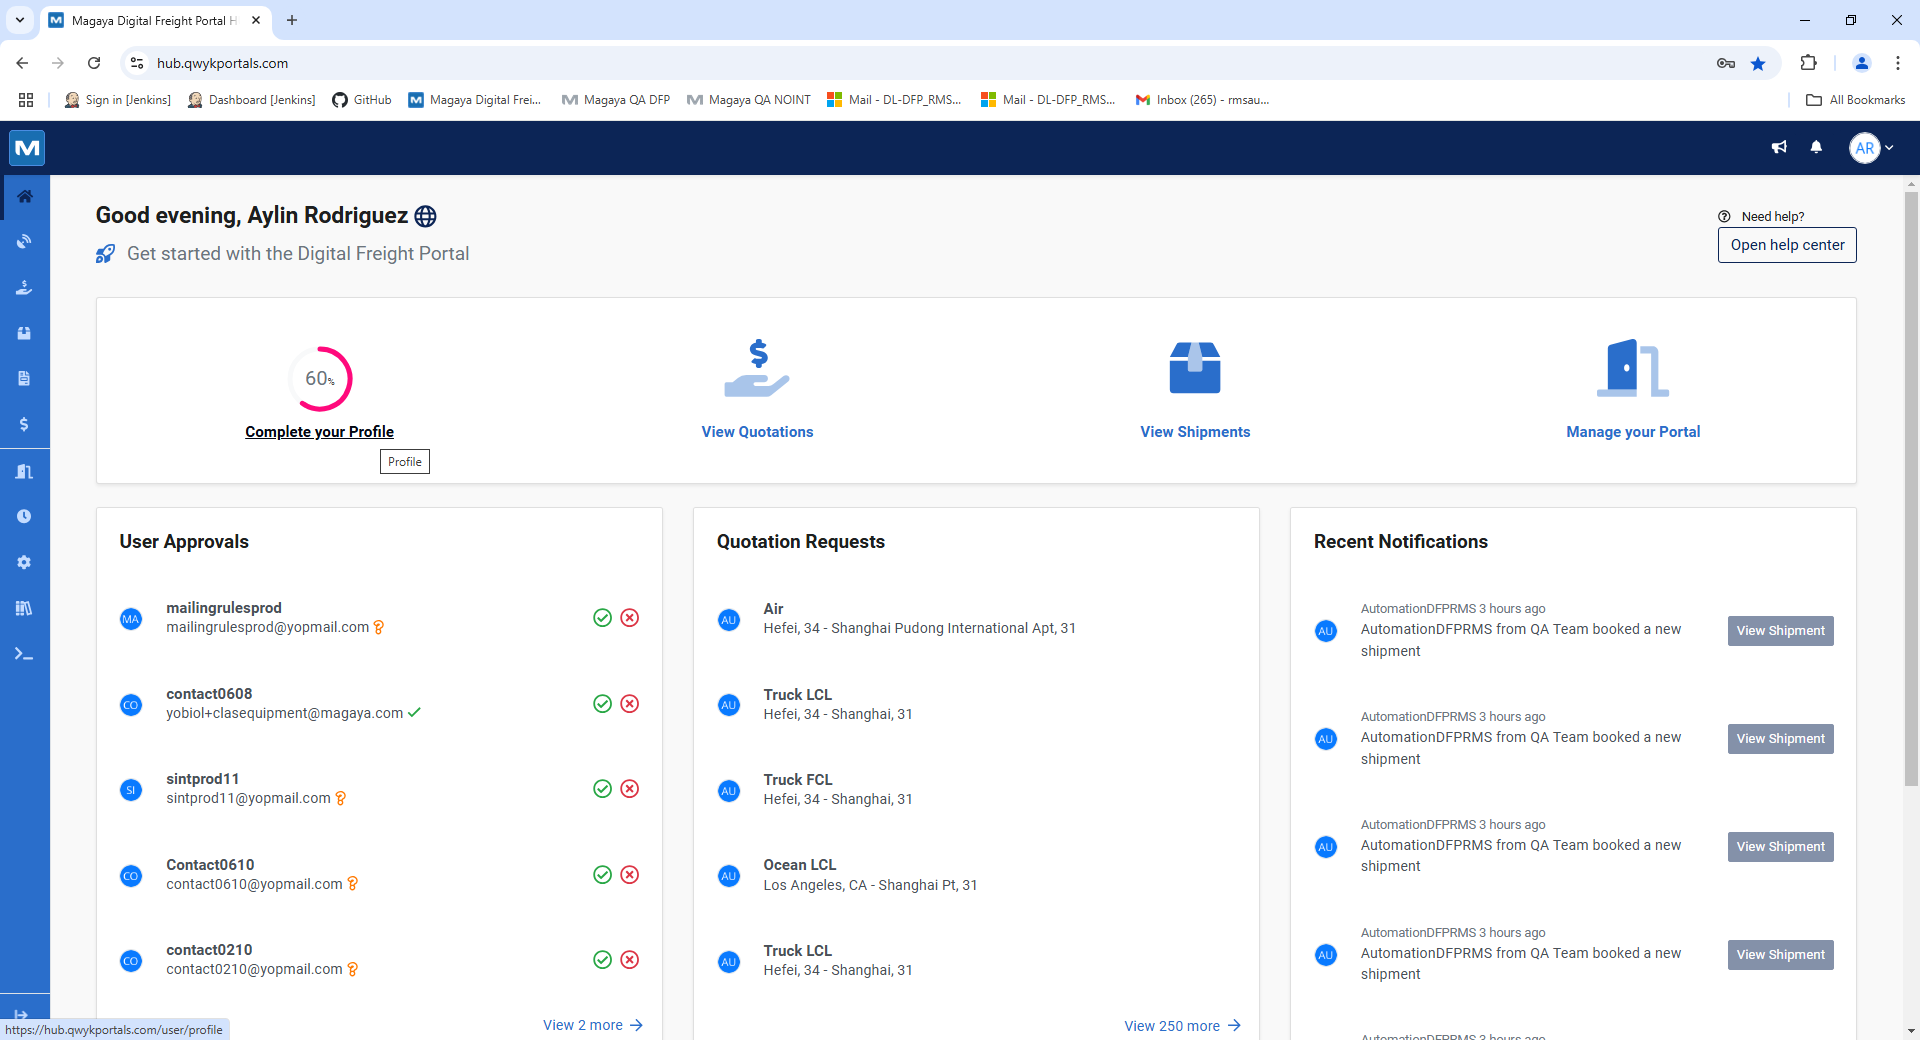 Magaya Digital Freight Portal H
hub.qwykportals.com
Sign in [Jenkins]
Dashboard [Jenkins]
GitHub
Magaya Digital Frei...
Magaya QA DFP
Magaya QA NOINT
Mail - DL-DFP_RMS...
Mail - DL-DFP_RMS...
Inbox (265) - rmsau...
All Bookmarks
AR
Good evening, Aylin Rodriguez
Get started with the Digital Freight Portal
Need help?
Open help center
60%
Complete your Profile
Profile
View Quotations
View Shipments
Manage your Portal
User Approvals
MA
mailingrulesprod
mailingrulesprod@yopmail.com
CO
contact0608
yobiol+clasequipment@magaya.com
SI
sintprod11
sintprod11@yopmail.com
CO
Contact0610
contact0610@yopmail.com
CO
contact0210
contact0210@yopmail.com
View 2 more
Quotation Requests
AU
Air
Hefei, 34 - Shanghai Pudong International Apt, 31
AU
Truck LCL
Hefei, 34 - Shanghai, 31
AU
Truck FCL
Hefei, 34 - Shanghai, 31
AU
Ocean LCL
Los Angeles, CA - Shanghai Pt, 31
AU
Truck LCL
Hefei, 34 - Shanghai, 31
View 250 more
Recent Notifications
AU
AutomationDFPRMS 3 hours ago
AutomationDFPRMS from QA Team booked a new
shipment
View Shipment
AU
AutomationDFPRMS 3 hours ago
AutomationDFPRMS from QA Team booked a new
shipment
View Shipment
AU
AutomationDFPRMS 3 hours ago
AutomationDFPRMS from QA Team booked a new
shipment
View Shipment
AU
AutomationDFPRMS 3 hours ago
AutomationDFPRMS from QA Team booked a new
shipment
View Shipment
AutomationDFPRMS 3 hours ago
https://hub.qwykportals.com/user/profile